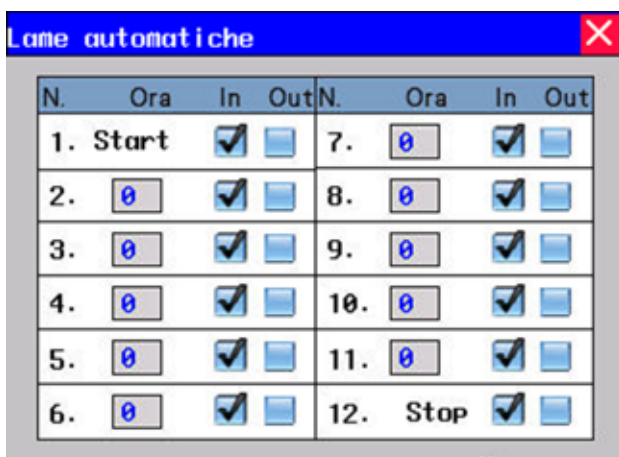 Lame automatiche
N. Ora In Out N. Ora In Out
1. Start 7. 0
2. 0 8. 0
3. 0 9. 0
4. 0 10. 0
5. 0 11. 0
6. 0 12. Stop